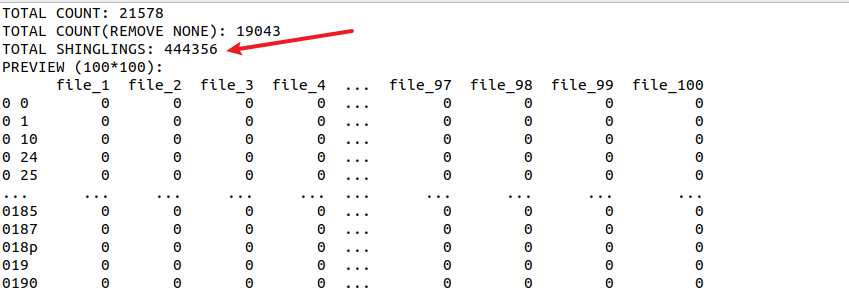 TOTAL COUNT: 21578
TOTAL COUNT(REMOVE NONE): 19043
TOTAL SHINGLINGS: 444356
PREVIEW (100*100):
file_1 file_2 file_3 file_4 ... file_97 file_98 file_99 file_100
0 0 0 0 0 0 ... 0 0 0 0
0 1 0 0 0 0 ... 0 0 0 0
0 10 0 0 0 0 ... 0 0 0 0
0 24 0 0 0 0 ... 0 0 0 0
0 25 0 0 0 0 ... 0 0 0 0
... ... ... ... ... ... ... ... ... ...
0185 0 0 0 0 ... 0 0 0 0
0187 0 0 0 0 ... 0 0 0 0
018p 0 0 0 0 ... 0 0 0 0
019 0 0 0 0 ... 0 0 0 0
0190 0 0 0 0 ... 0 0 0 0